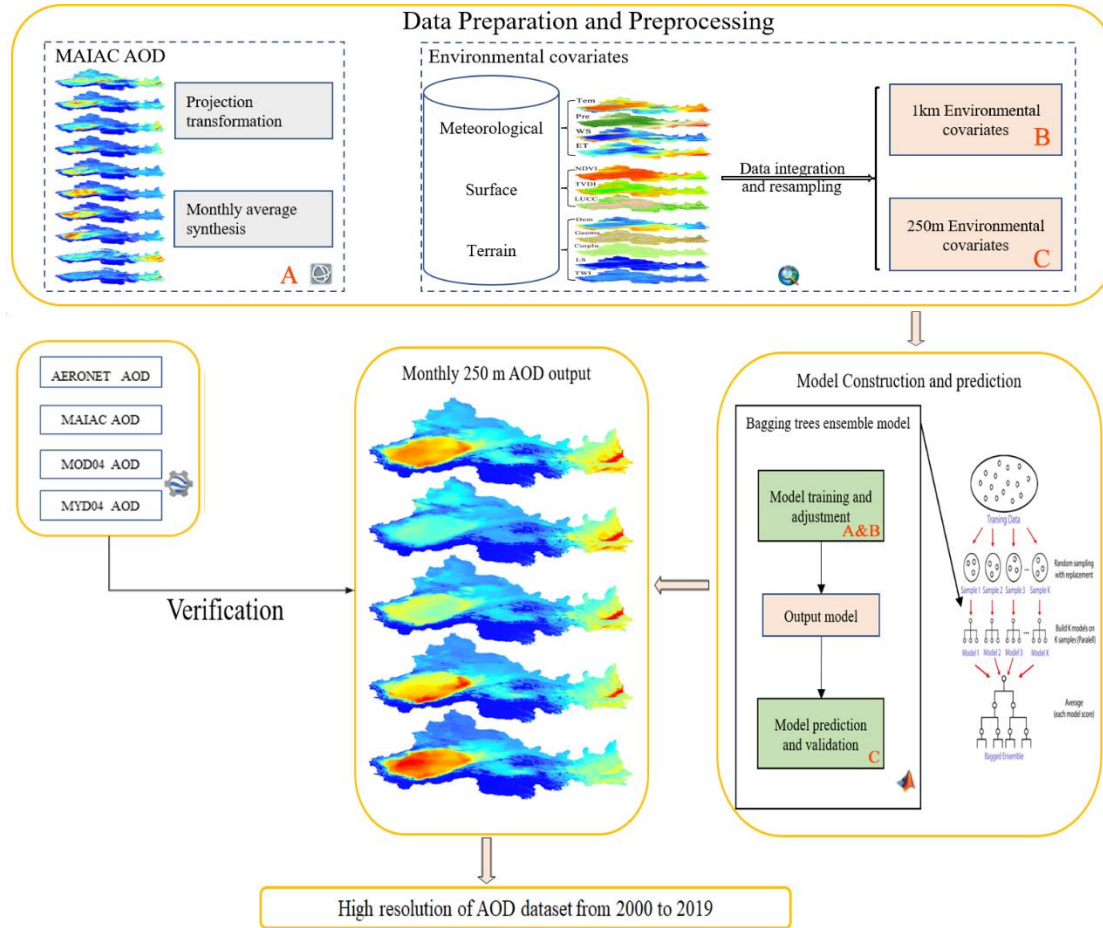 Data Preparation and Preprocessing
MAIAC AOD
Projection
transformation
Monthly average
synthesis
A
Environmental covariates
Meteorological
Surface
Terrain
Tem
Pre
WS
ET
NDVI
TVDI
LUCC
Dem
LS
TWI
Data integration
and resampling
1km Environmental
covariates
B
250m Environmental
covariates
C
AERONET AOD
MAIAC AOD
MOD04 AOD
MYD04 AOD
Verification
Monthly 250 m AOD output
Model Construction and prediction
Bagging trees ensemble model
Model training and
adjustment
A&B
Output model
Model prediction
and validation
C
Traning Data
Random sampling
with replacement
Sample 1 Sample 2 Sample 3 ... Sample K
Build K models on
K samples (Paralell)
Model 1 Model 2 Model 3 ... Model K
Average
(each model score)
Bagged Ensemble
High resolution of AOD dataset from 2000 to 2019